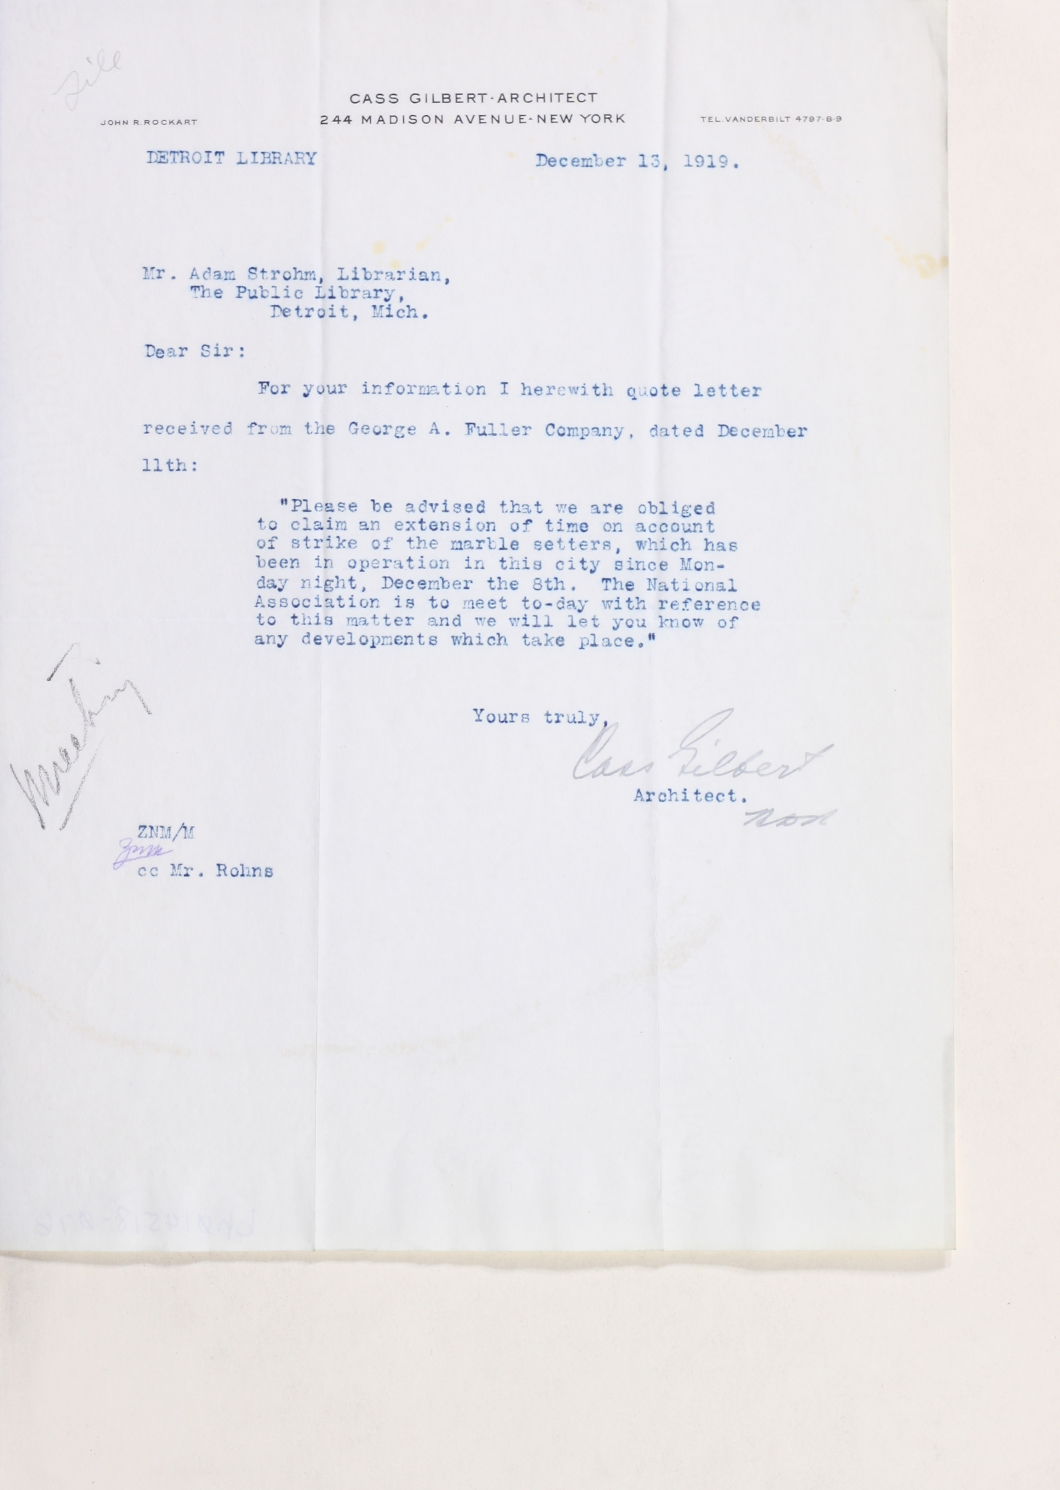 file
CASS GILBERT-ARCHITECT
JOHN R. ROCKART
244 MADISON AVENUE-NEW YORK
TEL. VANDERBILT 4797-8-9
DETROIT LIBRARY
December 13, 1919.
Mr. Adam Strohm, Librarian,
The Public Library,
Detroit, Mich.
Dear Sir:
For your information I herewith quote letter
received from the George A. Fuller Company, dated December
11th:
"Please be advised that we are obliged
to claim an extension of time on account
of strike of the marble setters, which has
been in operation in this city since Mon-
day night, December the 8th. The National
Association is to meet to-day with reference
to this matter and we will let you know of
any developments which take place."
Meeting
Yours truly,
Cass Gilbert
Architect.
ZNM/M
cc Mr. Rohns